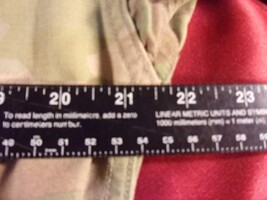 20 21 22 23
To read length in millimeters, add a zero LINEAR METRIC UNITS AND SYMB
to centimeters number. 1000 millimeters (mm) = 1 meter
49 50 51 52 53 54 55 56 57 58